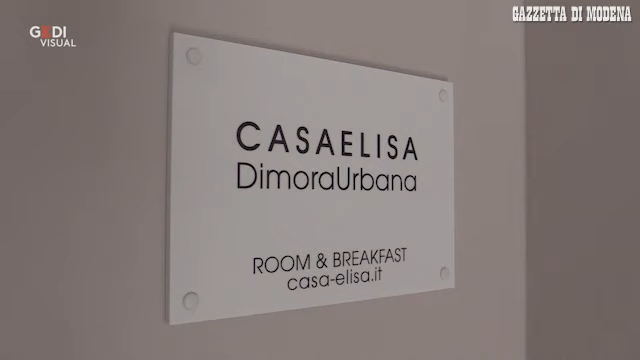 GEDI
VISUAL
GAZZETTA DI MODENA
CASAELISA
DimoraUrbana
ROOM & BREAKFAST
casa-elisa.it